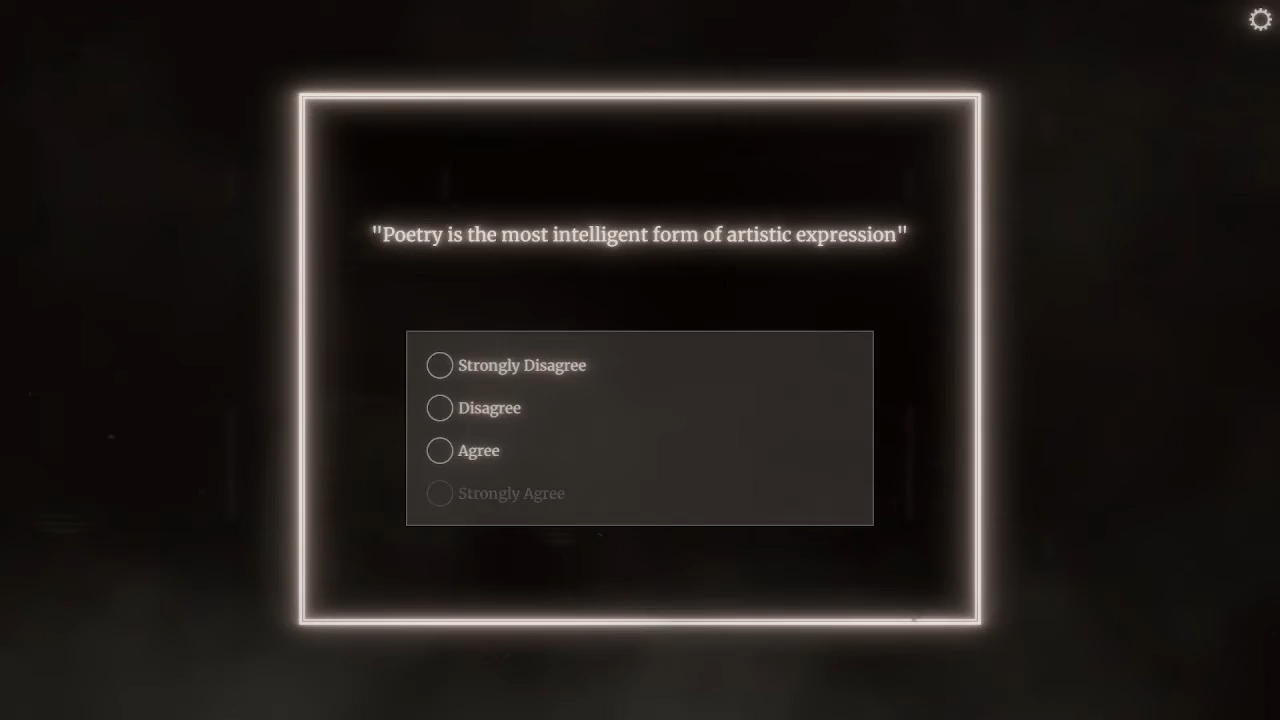 "Poetry is the most intelligent form of artistic expression"
Strongly Disagree
Disagree
Agree
Strongly Agree